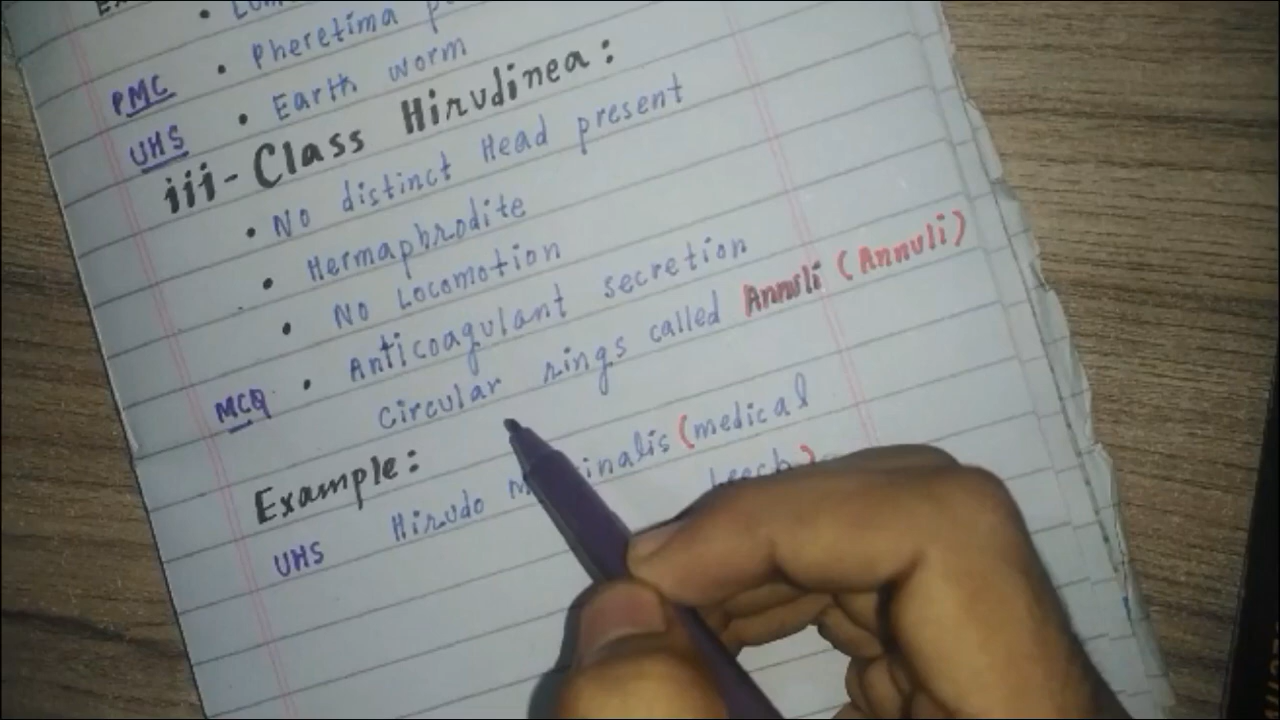 • Pheretima
PMC • Earth worm
UHS
iii- Class Hirudinea:
• No distinct Head present
• Hermaphrodite
• No Locomotion
MCQ • Anticoagulant secretion
Circular rings called Annuli (Annuli)
Example:
UHS Hirudo (medical
leech)